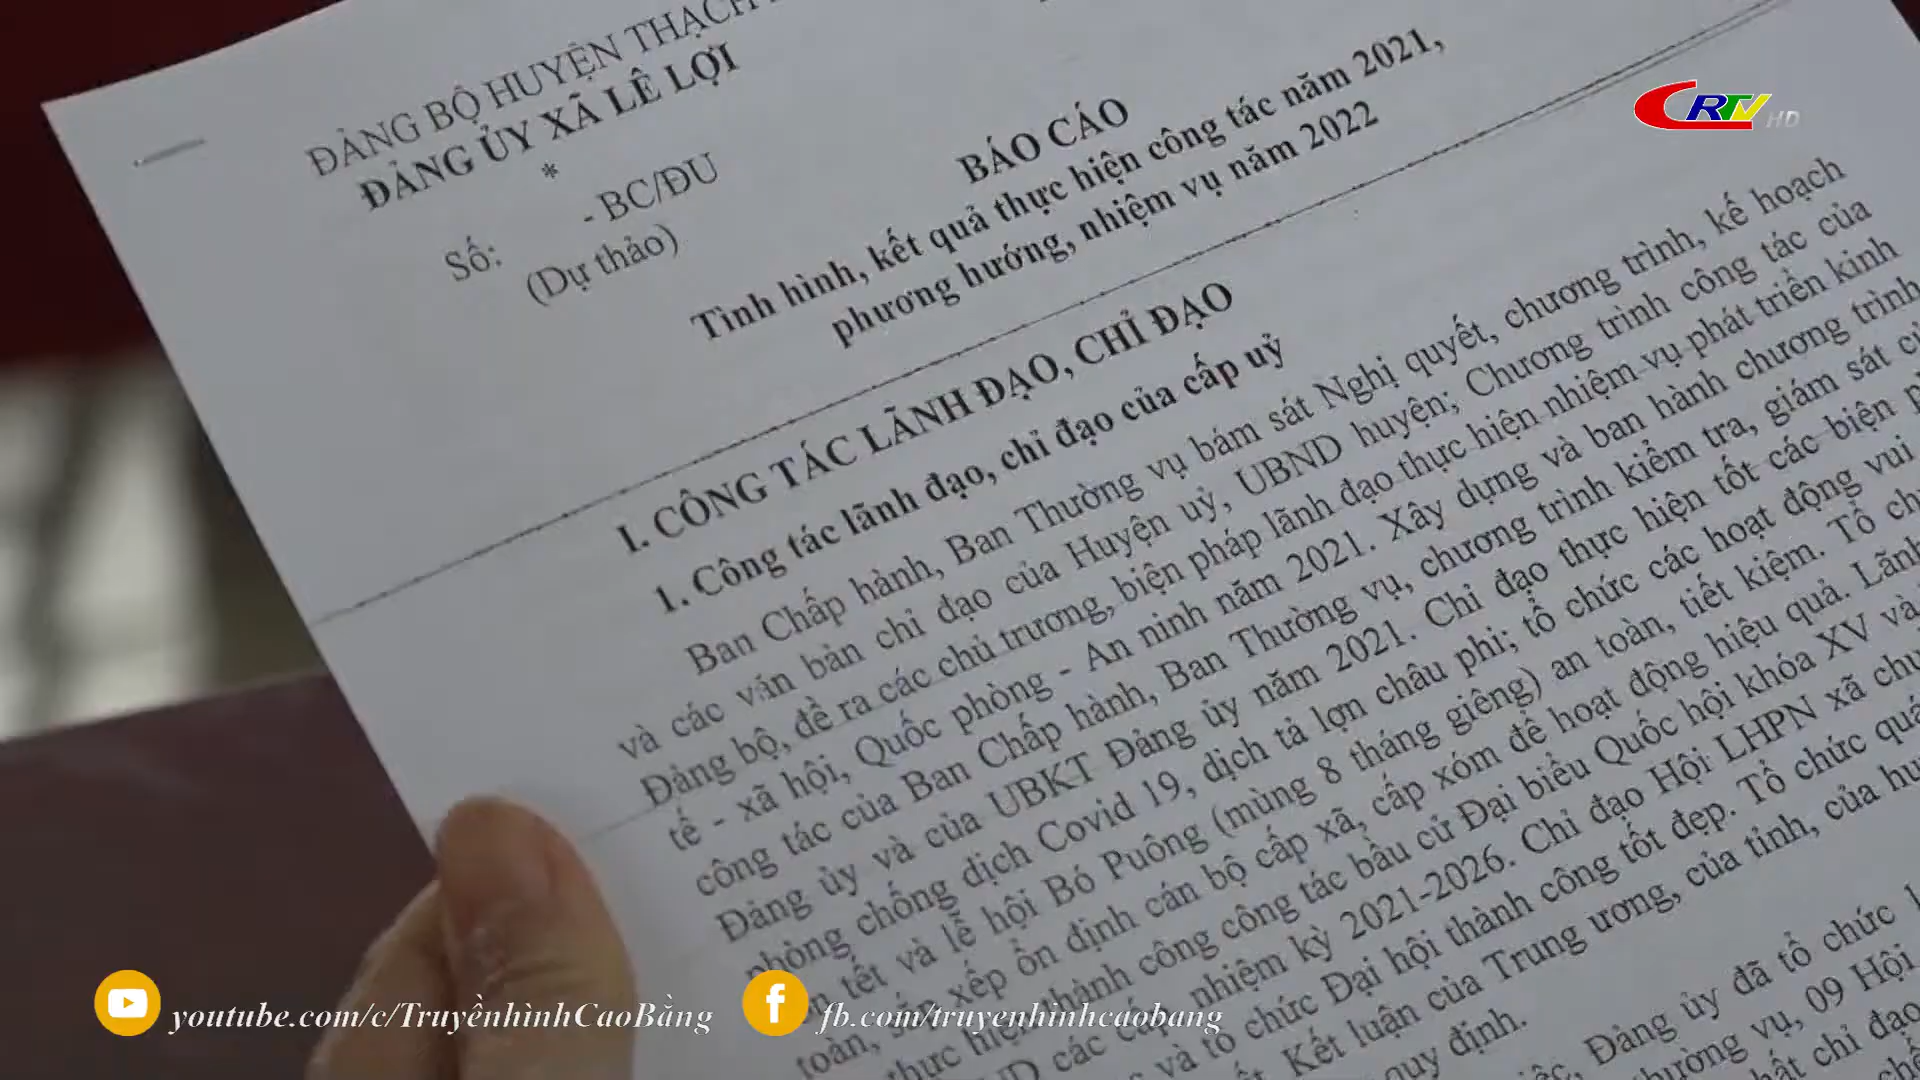 ĐẢNG BỘ HUYỆN THẠCH
ĐẢNG ỦY XÃ LÊ LỢI
*
Số: - BC/ĐU
(Dự thảo)
BÁO CÁO
Tình hình, kết quả thực hiện công tác năm 2021,
phương hướng, nhiệm vụ năm 2022
I. CÔNG TÁC LÃNH ĐẠO, CHỈ ĐẠO
1. Công tác lãnh đạo, chỉ đạo của cấp uỷ
Ban Chấp hành, Ban Thường vụ bám sát Nghị quyết, chương trình, kế hoạch
và các văn bản chỉ đạo của Huyện uỷ, UBND huyện; Chương trình công tác của
Đảng bộ, đề ra các chủ trương, biện pháp lãnh đạo thực hiện nhiệm vụ phát triển kinh
tế - xã hội, Quốc phòng - An ninh năm 2021. Xây dựng và ban hành chương trình
công tác của Ban Chấp hành, Ban Thường vụ, chương trình kiểm tra, giám sát
Đảng ủy và của UBKT Đảng ủy năm 2021. Chỉ đạo thực hiện tốt các biện
phòng chống dịch Covid 19, dịch tả lợn châu phi; tổ chức các hoạt động vui
tết và lễ hội Bó Puông (mùng 8 tháng giêng) an toàn, tiết kiệm. Tổ
toàn, sắp xếp ổn định cán bộ cấp xã, cấp xóm để hoạt động hiệu quả. Lãnh
thực hiện thành công công tác bầu cử Đại biểu Quốc hội khóa XV và
các cấp, nhiệm kỳ 2021-2026. Chỉ đạo Hội LHPN xã
và tổ chức Đại hội thành công tốt đẹp. Tổ chức
Kết luận của Trung ương, của tỉnh, của
quy định.
Đảng ủy đã tổ chức
vụ, 09 Hội
chỉ đạo
CRTV HD
youtube.com/c/TruyềnhìnhCaoBằng
fb.com/truyenhinhcaobang